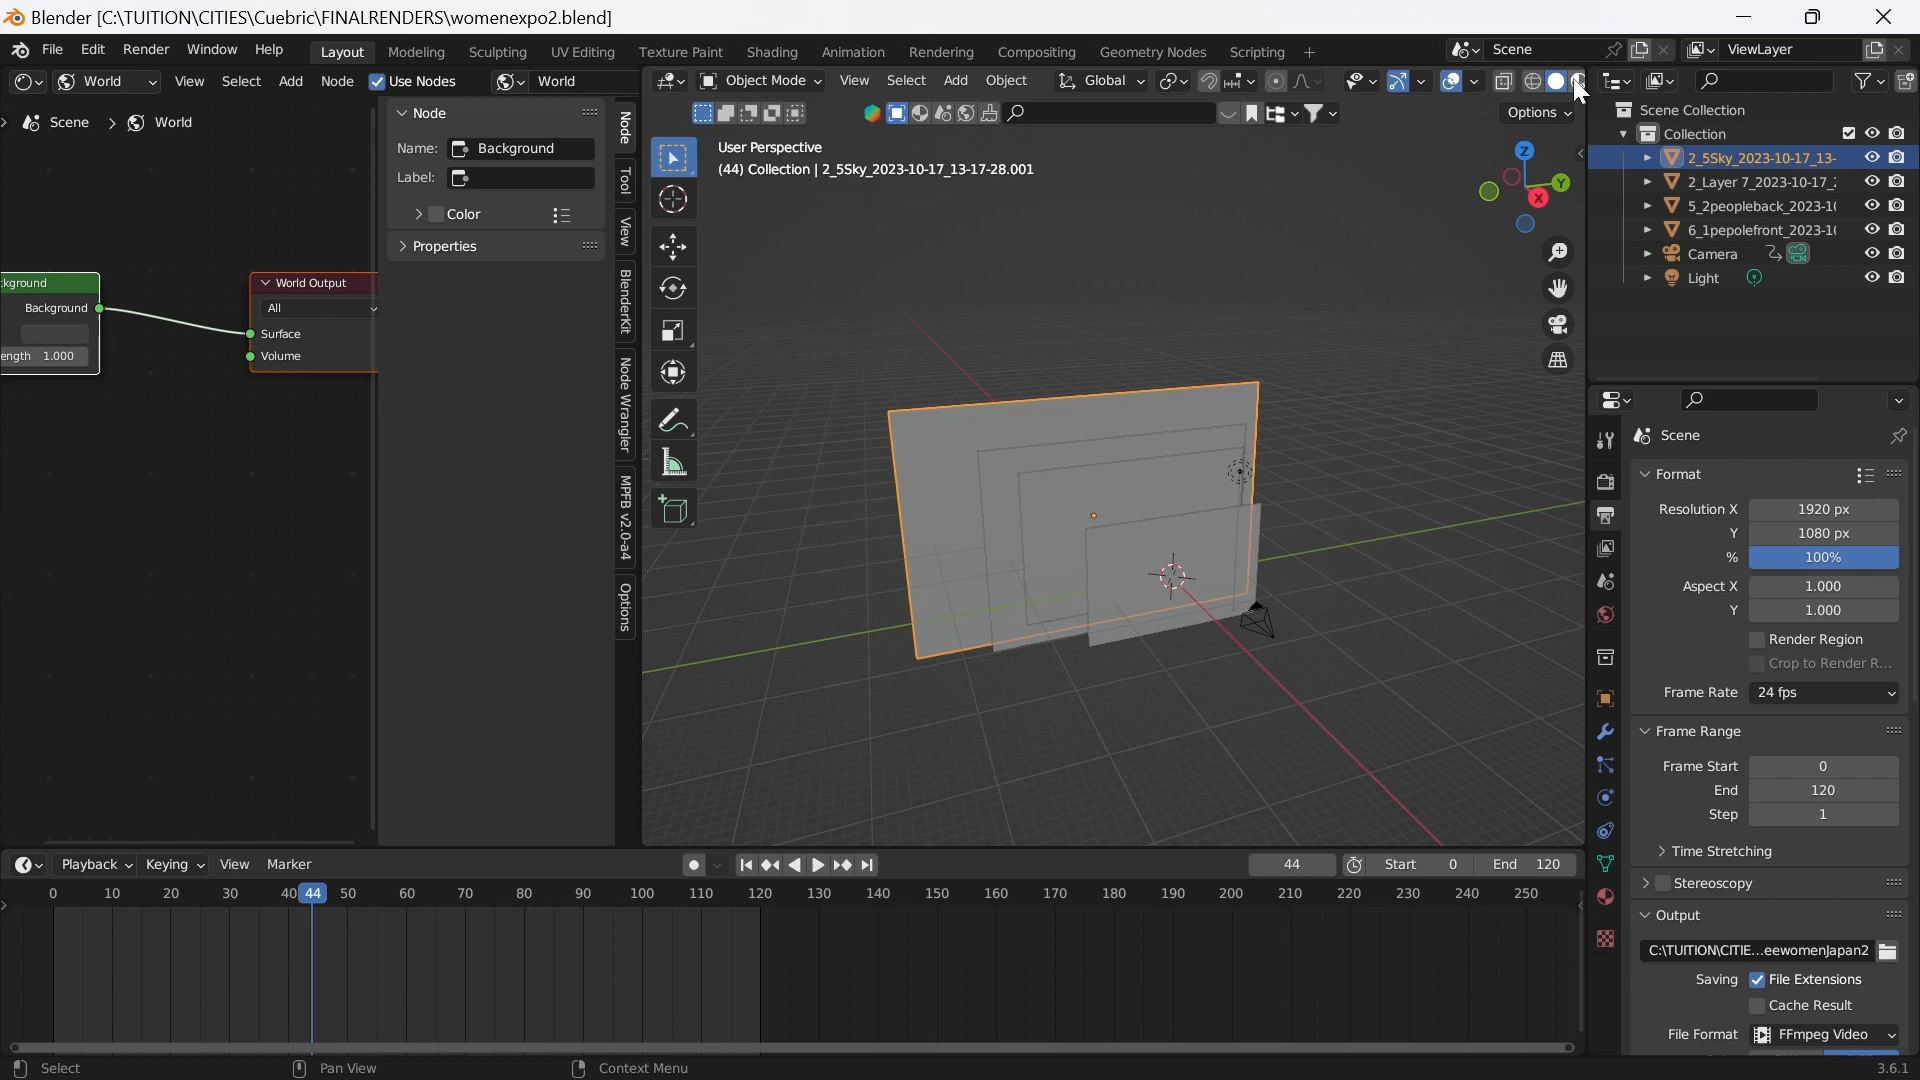 Blender [C:\TUITION\CITIES\Cuebric\FINALRENDERS\womenexpo2.blend]
File Edit Render Window Help Layout Modeling Sculpting UV Editing Texture Paint Shading Animation Rendering Compositing Geometry Nodes Scripting + Scene ViewLayer
World View Select Add Node Use Nodes World
Object Mode View Select Add Object Global
Options
Scene > World
Node
Name: Background
Label:
Color
Properties
Node
Tool
View
BlenderKit
Node Wrangler
MPFB v2.0-a4
Options
kground
Background
ength 1.000
World Output
All
Surface
Volume
User Perspective
(44) Collection | 2_5Sky_2023-10-17_13-17-28.001
Z
Y
X
Scene Collection
Collection
2_5Sky_2023-10-17_13-
2_Layer 7_2023-10-17_
5_2peopleback_2023-1
6_1pepolefront_2023-1
Camera
Light
Scene
Format
Resolution X 1920 px
Y 1080 px
% 100%
Aspect X 1.000
Y 1.000
Render Region
Crop to Render R...
Frame Rate 24 fps
Frame Range
Frame Start 0
End 120
Step 1
Time Stretching
Stereoscopy
Output
C:\TUITION\CITIE...eewomenJapan2
Saving File Extensions
Cache Result
File Format FFmpeg Video
Playback Keying View Marker 44 Start 0 End 120
0 10 20 30 40 44 50 60 70 80 90 100 110 120 130 140 150 160 170 180 190 200 210 220 230 240 250
Select Pan View Context Menu 3.6.1